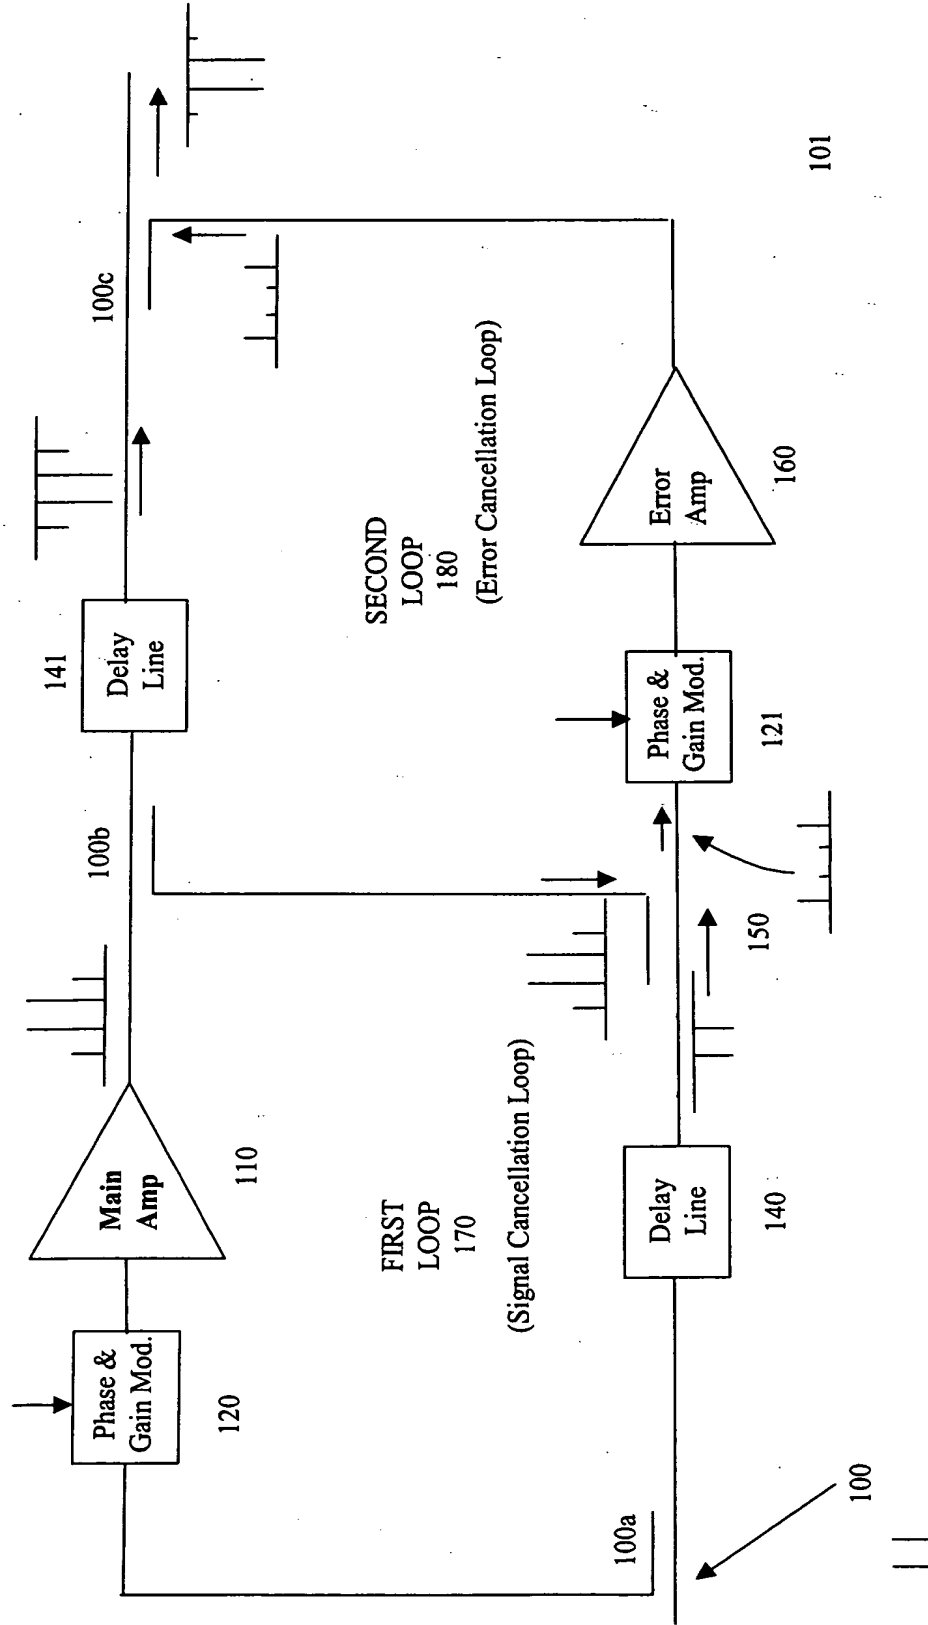 Phase &
Gain Mod.
120
Main
Amp
110
100b
141
Delay
Line
100c
FIRST
LOOP
170
(Signal Cancellation Loop)
SECOND
LOOP
180
(Error Cancellation Loop)
100a
100
Delay
Line
140
150
Phase &
Gain Mod.
121
Error
Amp
160
101